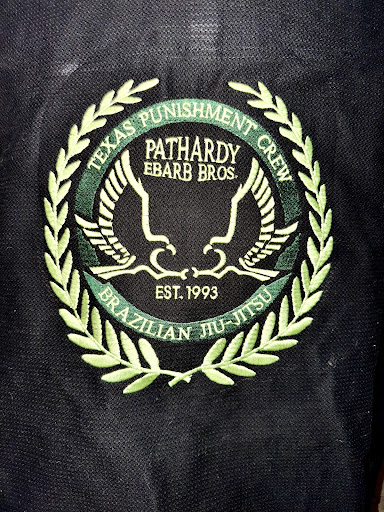 TEXAS PUNISHMENT CREW
PATHARDY
EBARB BROS.
EST. 1993
BRAZILIAN JIU-JITSU